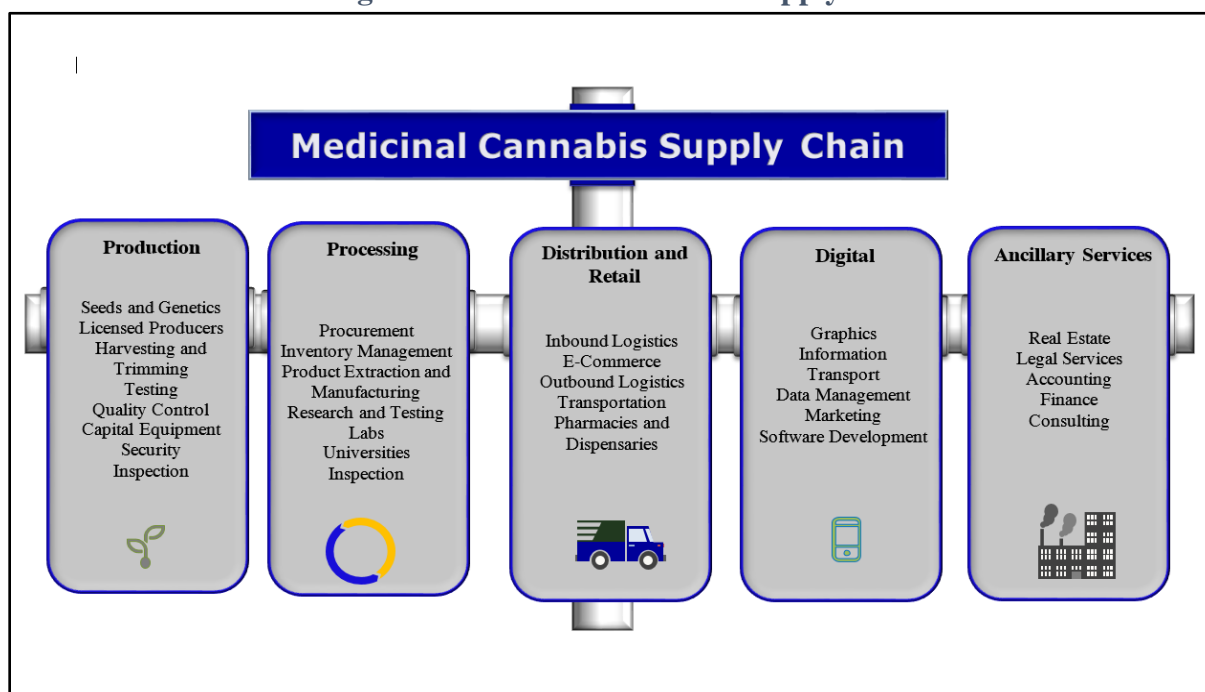 Medicinal Cannabis Supply Chain
Production
Seeds and Genetics
Licensed Producers
Harvesting and
Trimming
Testing
Quality Control
Capital Equipment
Security
Inspection
Processing
Procurement
Inventory Management
Product Extraction and
Manufacturing
Research and Testing
Labs
Universities
Inspection
Distribution and
Retail
Inbound Logistics
E-Commerce
Outbound Logistics
Transportation
Pharmacies and
Dispensaries
Digital
Graphics
Information
Transport
Data Management
Marketing
Software Development
Ancillary Services
Real Estate
Legal Services
Accounting
Finance
Consulting